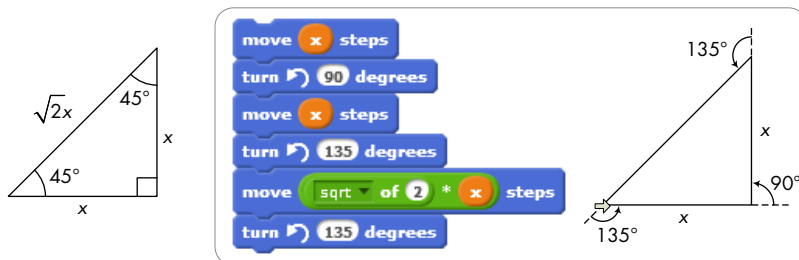 √2x
45°
45°
x
x
move x steps
turn ↺ 90 degrees
move x steps
turn ↺ 135 degrees
move sqrt of 2 * x steps
turn ↺ 135 degrees
135°
x
90°
x
135°